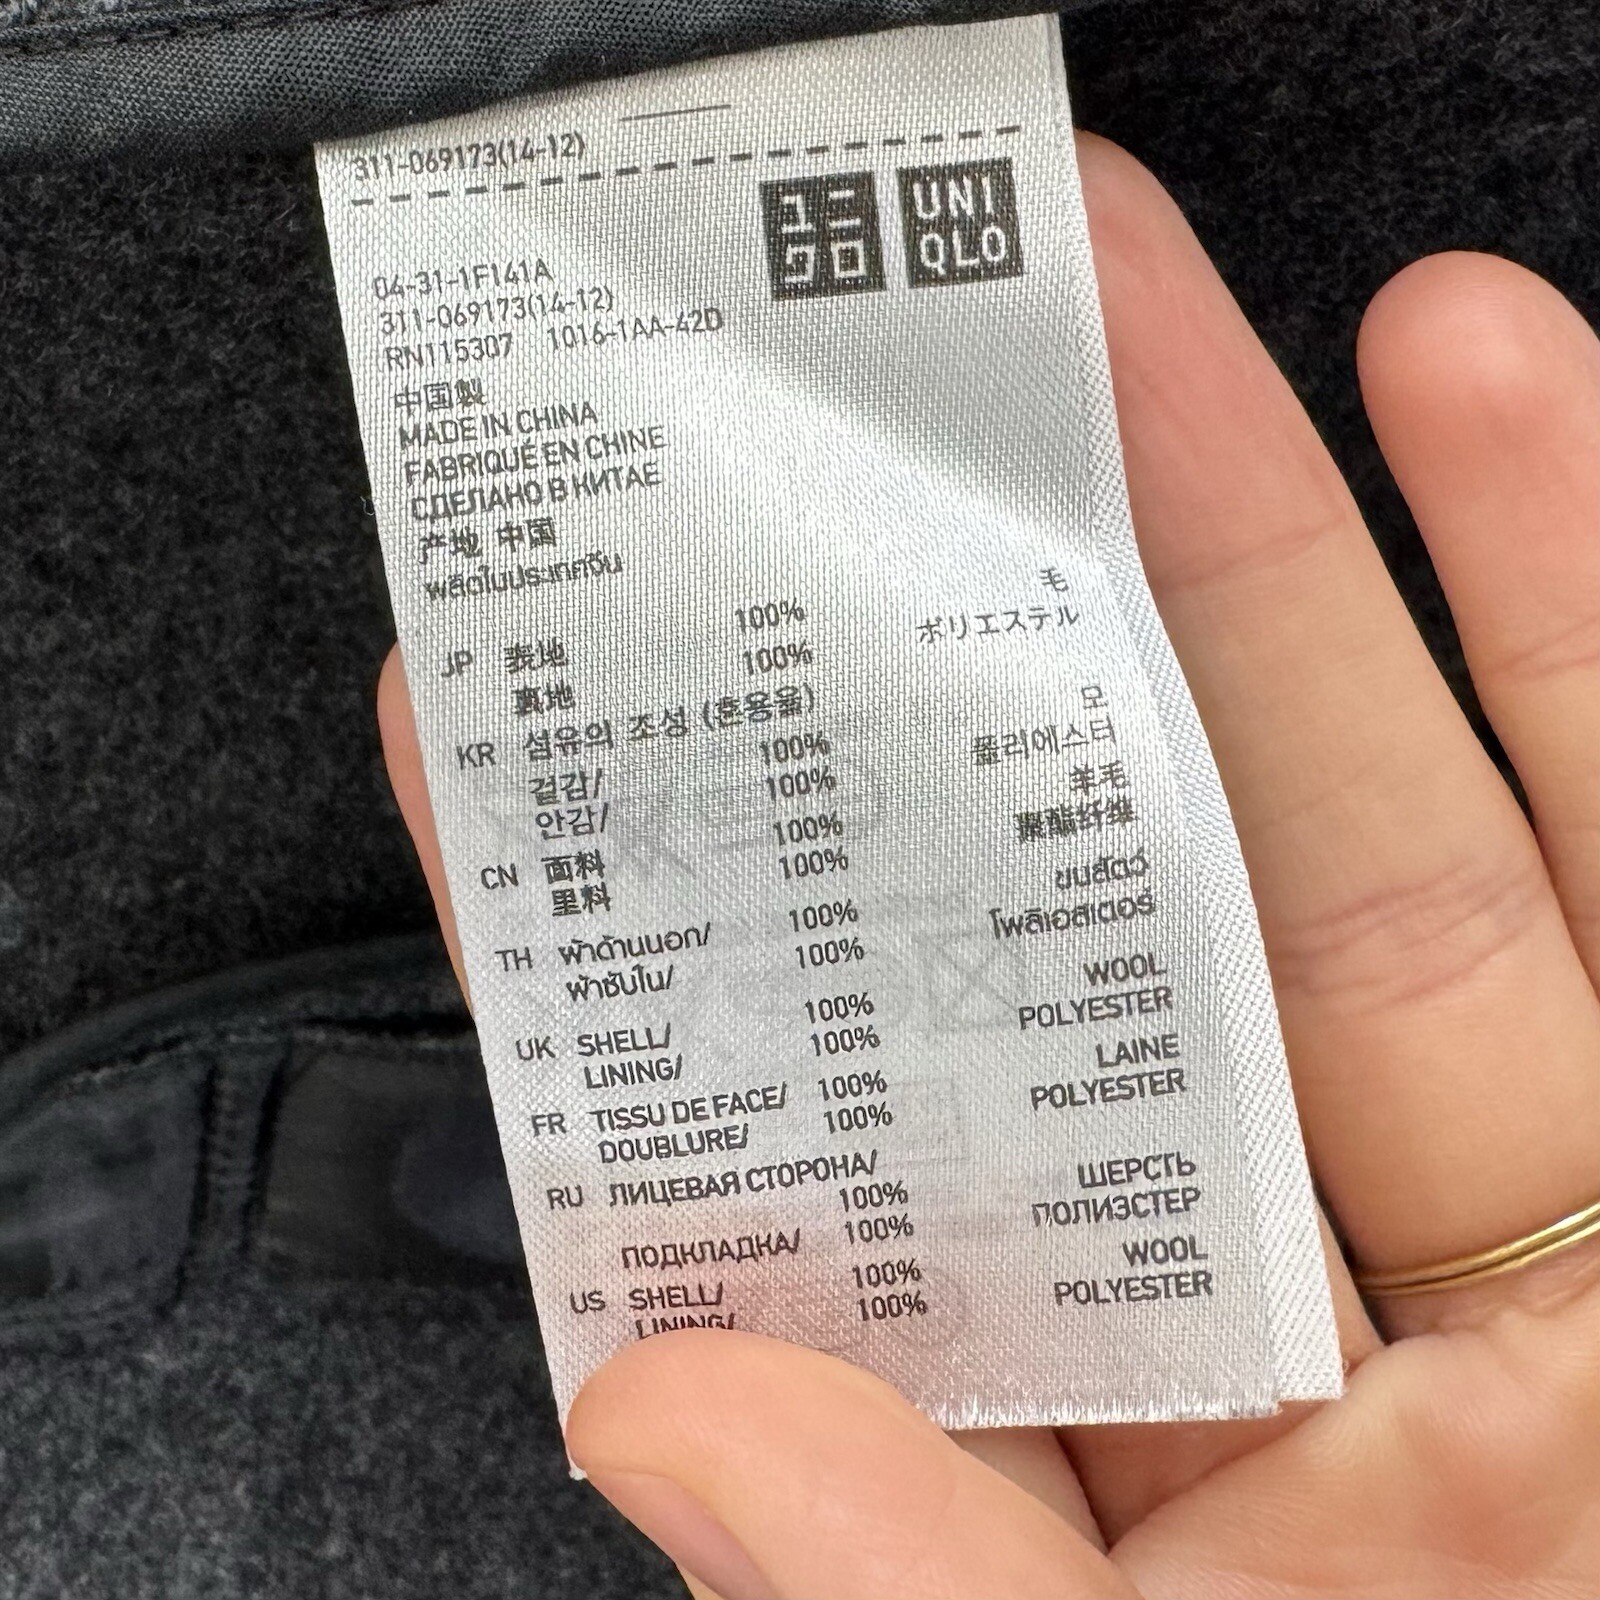 311-069173(14-12)
ユニ
クロ
UNI
QLO
04-31-1F141A
311-069173(14-12)
RN115307 1016-1AA-42D
中国製
MADE IN CHINA
FABRIQUÉ EN CHINE
СДЕЛАНО В КИТАЕ
产地 中国
ผลิตในประเทศจีน
JP 表地 100% 毛
裏地 100% ポリエステル
KR 섬유의 조성 (혼용율)
겉감/ 100% 모
안감/ 100% 폴리에스터
CN 面料 100% 羊毛
里料 100% 聚酯纤维
TH ผ้าด้านนอก/ 100% ขนสัตว์
ผ้าซับใน/ 100% โพลิเอสเตอร์
UK SHELL/ 100% WOOL
LINING/ 100% POLYESTER
FR TISSU DE FACE/ 100% LAINE
DOUBLURE/ 100% POLYESTER
RU ЛИЦЕВАЯ СТОРОНА/
100% ШЕРСТЬ
ПОДКЛАДКА/ 100% ПОЛИЭСТЕР
US SHELL/ 100% WOOL
LINING/ 100% POLYESTER